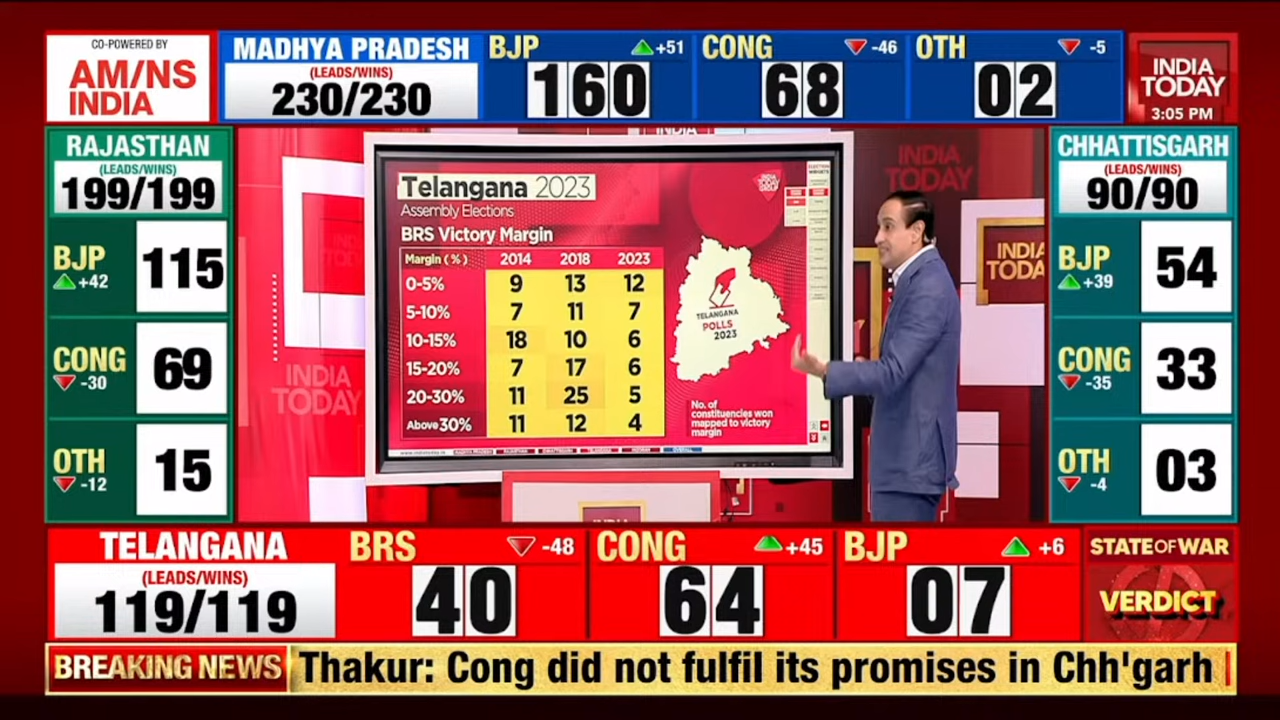 CO-POWERED BY
AM/NS
INDIA
MADHYA PRADESH
(LEADS/WINS)
230/230
BJP +51
160
CONG -46
68
OTH -5
02
INDIA
TODAY
3:05 PM
RAJASTHAN
(LEADS/WINS)
199/199
BJP
+42
115
CONG
-30
69
OTH
-12
15
Telangana 2023
Assembly Elections
BRS Victory Margin
Margin (%) 2014 2018 2023
0-5% 9 13 12
5-10% 7 11 7
10-15% 18 10 6
15-20% 7 17 6
20-30% 11 25 5
Above 30% 11 12 4
TELANGANA
POLLS
2023
No. of
constituencies won
mapped to victory
margin
INDIA
TODAY
INDIA
TODAY
INDIA
TODA
CHHATTISGARH
(LEADS/WINS)
90/90
BJP
+39
54
CONG
-35
33
OTH
-4
03
TELANGANA
(LEADS/WINS)
119/119
BRS -48
40
CONG +45
64
BJP +6
07
STATE OF WAR
VERDICT
BREAKING NEWS
Thakur: Cong did not fulfil its promises in Chh'garh